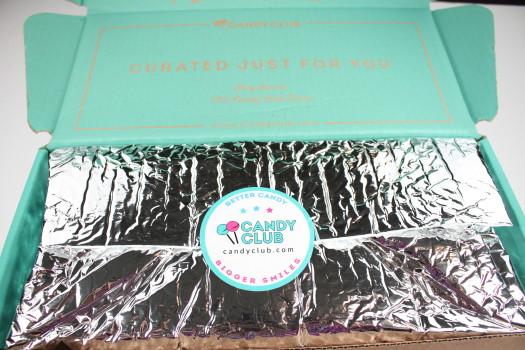 CANDY CLUB
CURATED JUST FOR YOU
BETTER CANDY
CANDY
CLUB
candyclub.com
BIGGER SMILES